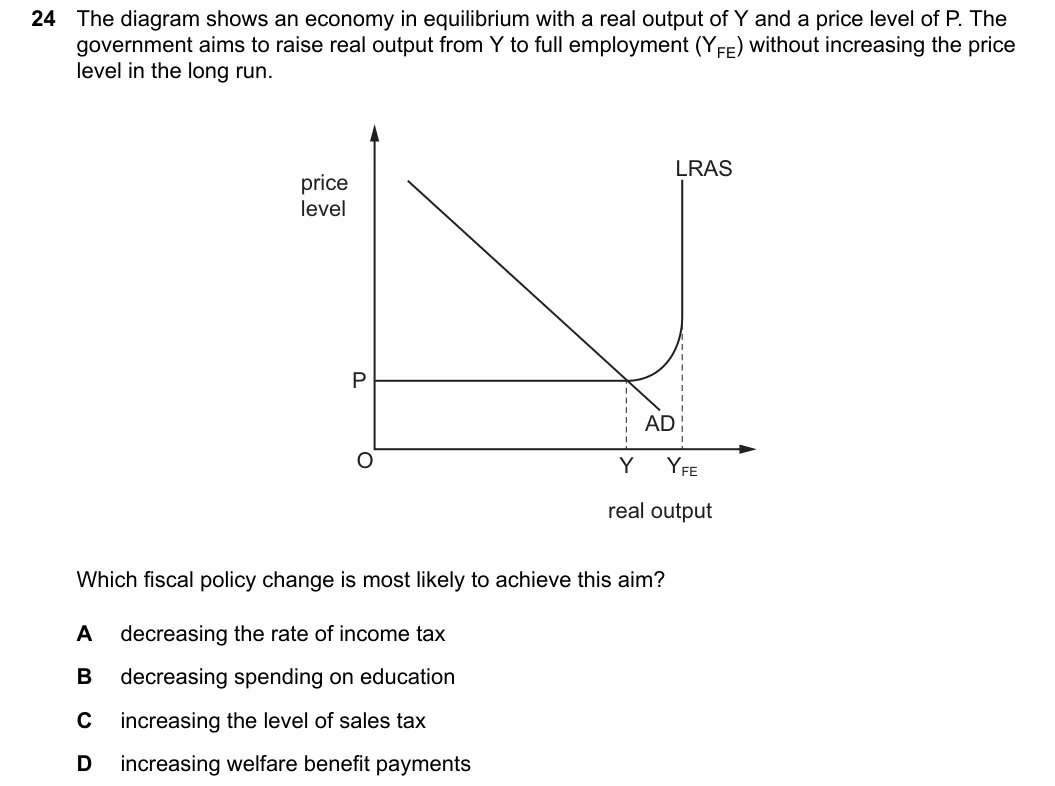 24 The diagram shows an economy in equilibrium with a real output of Y and a price level of P. The
government aims to raise real output from Y to full employment (YFE) without increasing the price
level in the long run.
LRAS
price
level
P
AD
O
Y YFE
real output
Which fiscal policy change is most likely to achieve this aim?
A decreasing the rate of income tax
B decreasing spending on education
C increasing the level of sales tax
D increasing welfare benefit payments